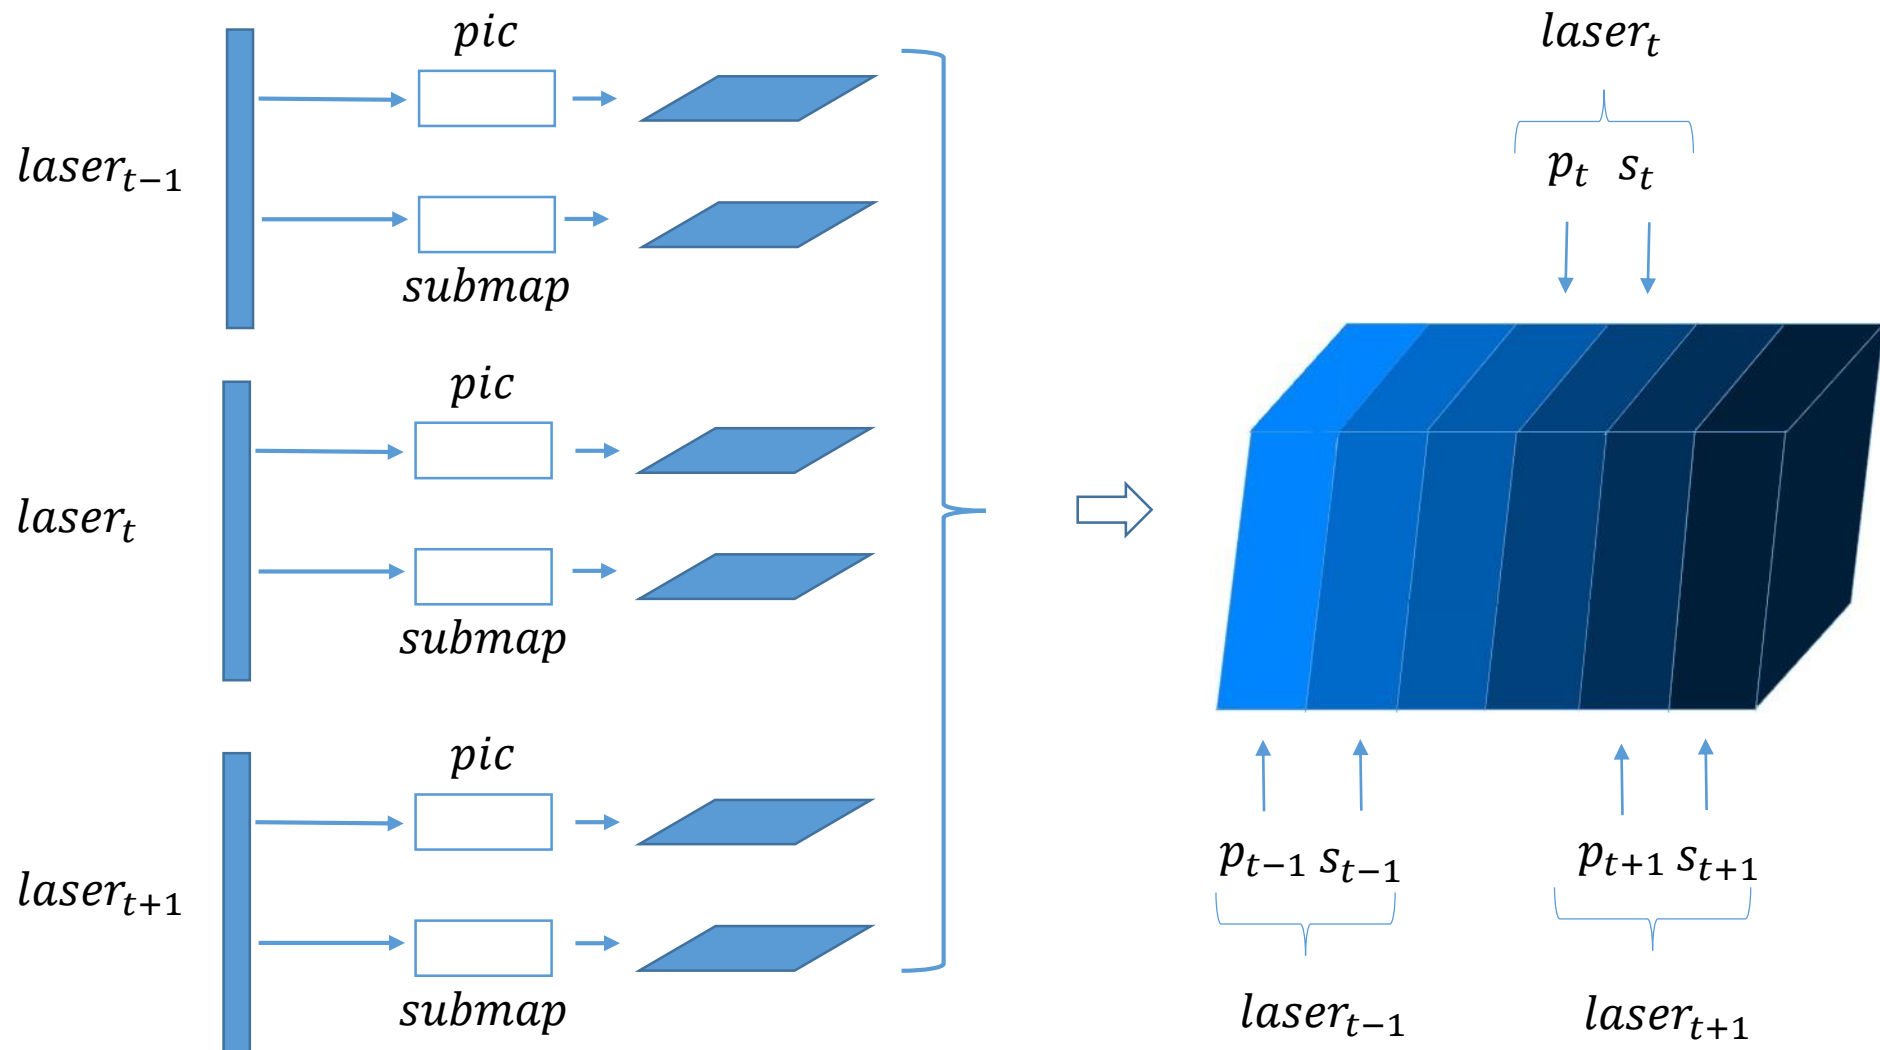 pic
laser_{t−1}
submap
pic
laser_t
submap
pic
laser_{t+1}
submap
laser_t
p_t s_t
p_{t−1} s_{t−1}
p_{t+1} s_{t+1}
laser_{t−1}
laser_{t+1}